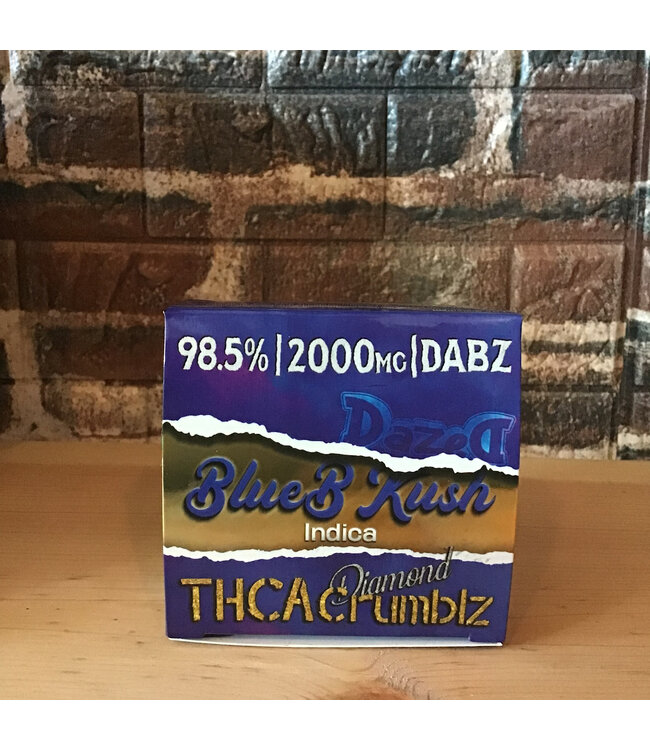 98.5% | 2000MG | DABZ
DazeD
BlueB Kush
Indica
Diamond
THCA Crumblz